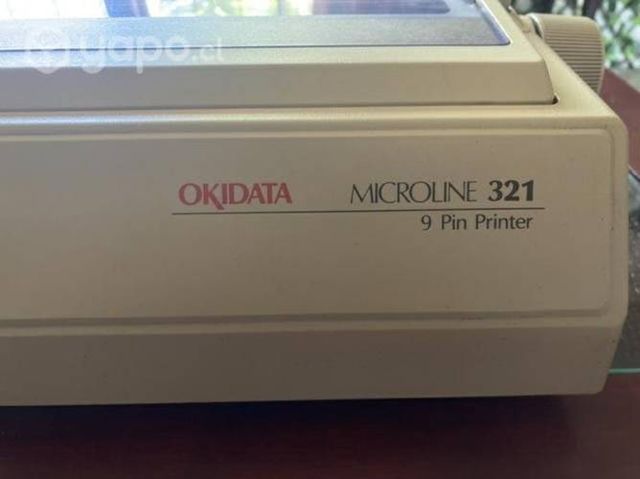 yapo.cl
OKIDATA MICROLINE 321
9 Pin Printer